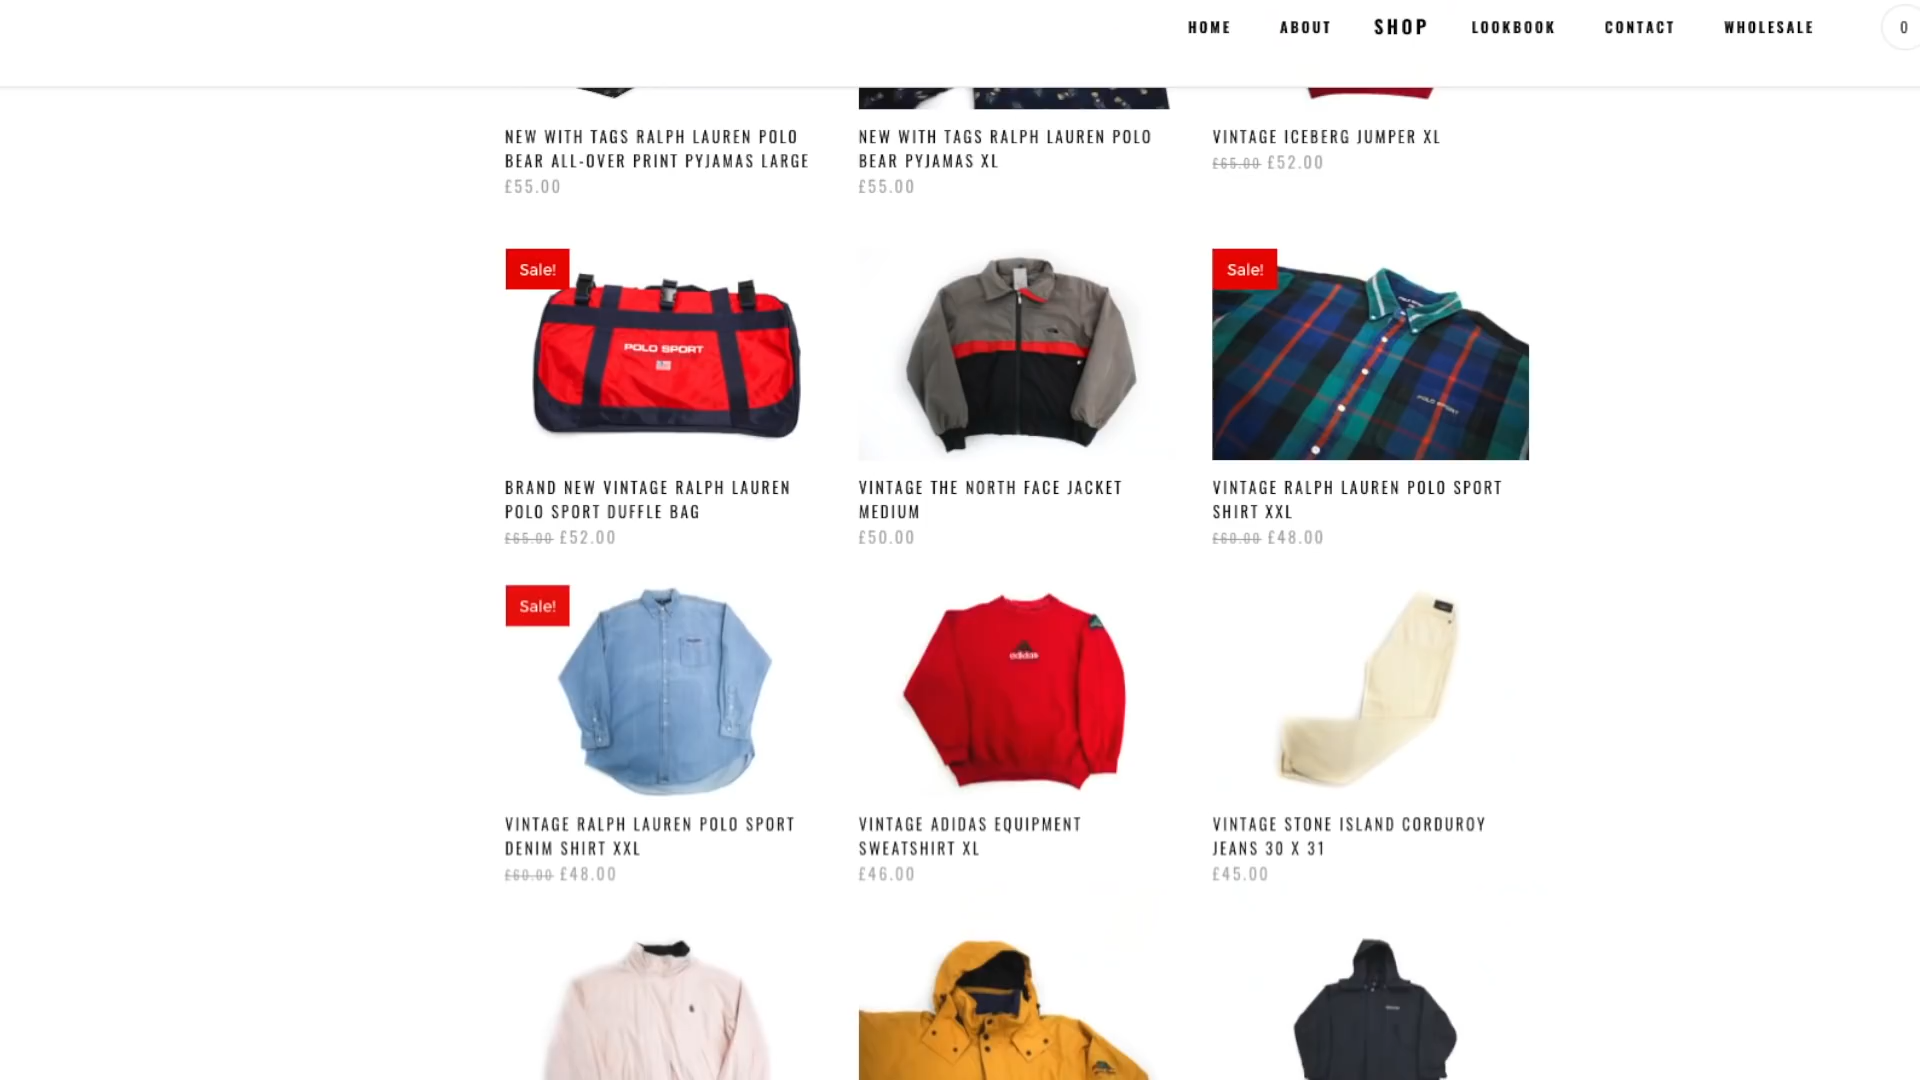 HOME ABOUT SHOP LOOKBOOK CONTACT WHOLESALE 0
NEW WITH TAGS RALPH LAUREN POLO
BEAR ALL-OVER PRINT PYJAMAS LARGE
£55.00
NEW WITH TAGS RALPH LAUREN POLO
BEAR PYJAMAS XL
£55.00
VINTAGE ICEBERG JUMPER XL
£65.00 £52.00
Sale!
POLO SPORT
BRAND NEW VINTAGE RALPH LAUREN
POLO SPORT DUFFLE BAG
£65.00 £52.00
VINTAGE THE NORTH FACE JACKET
MEDIUM
£50.00
Sale!
POLO SPORT
VINTAGE RALPH LAUREN POLO SPORT
SHIRT XXL
£60.00 £48.00
Sale!
VINTAGE RALPH LAUREN POLO SPORT
DENIM SHIRT XXL
£60.00 £48.00
adidas
VINTAGE ADIDAS EQUIPMENT
SWEATSHIRT XL
£46.00
VINTAGE STONE ISLAND CORDUROY
JEANS 30 X 31
£45.00